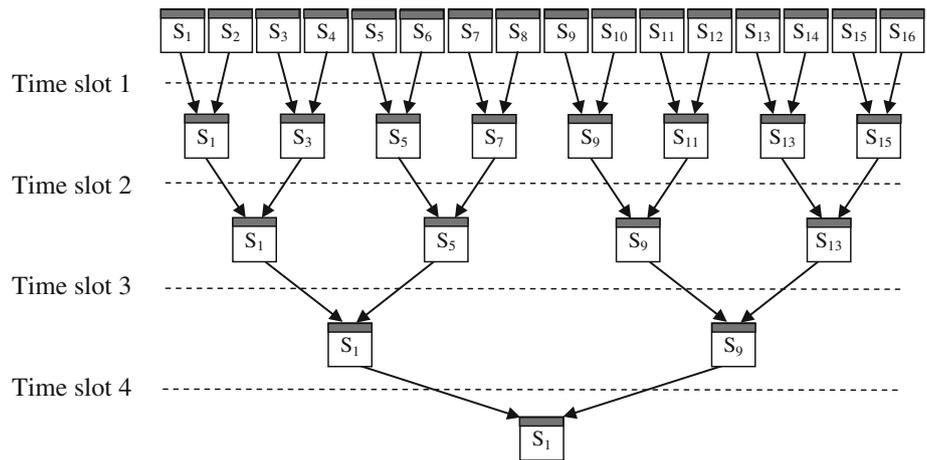 S1 S2 S3 S4 S5 S6 S7 S8 S9 S10 S11 S12 S13 S14 S15 S16
Time slot 1
S1 S3 S5 S7 S9 S11 S13 S15
Time slot 2
S1 S5 S9 S13
Time slot 3
S1 S9
Time slot 4
S1